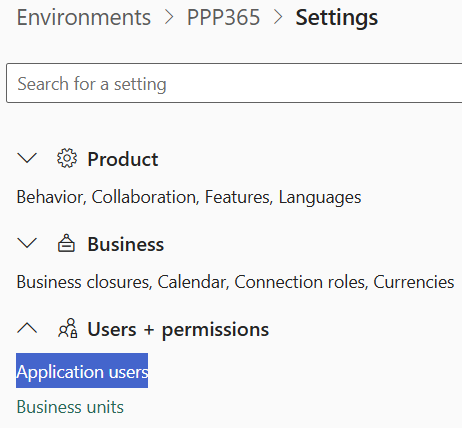 Environments > PPP365 > Settings
Search for a setting
Product
Behavior, Collaboration, Features, Languages
Business
Business closures, Calendar, Connection roles, Currencies
Users + permissions
Application users
Business units